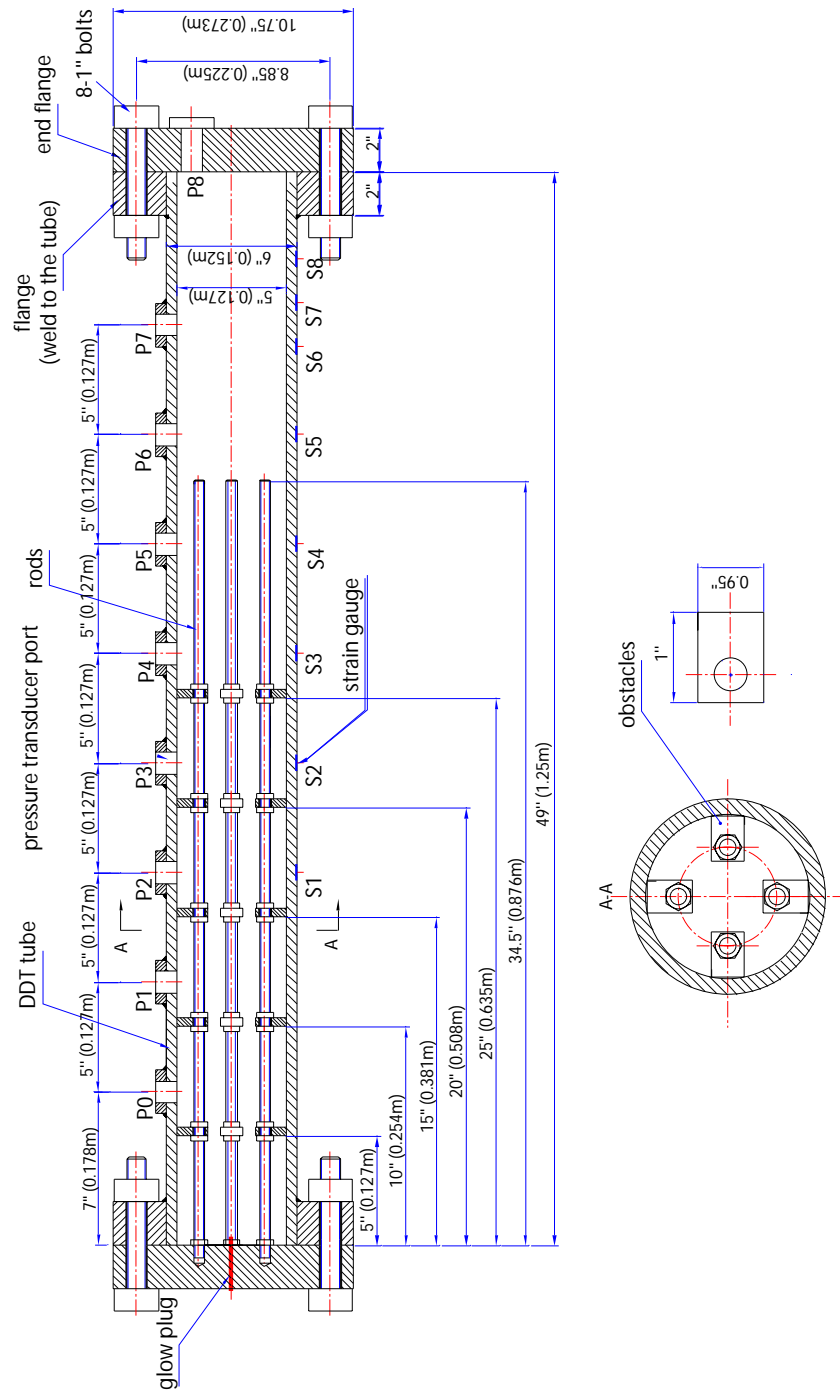 glow plug
DDT tube
pressure transducer port
rods
flange
(weld to the tube)
end flange
8-1" bolts
7" (0.178m)
5" (0.127m)
5" (0.127m)
5" (0.127m)
5" (0.127m)
5" (0.127m)
5" (0.127m)
5" (0.127m)
P0
P1
P2
P3
P4
P5
P6
P7
P8
A
A
5" (0.127m)
6" (0.152m)
8.85" (0.225m)
10.75" (0.273m)
2"
2"
S1
S2
S3
S4
S5
S6
S7
S8
strain gauge
5" (0.127m)
10" (0.254m)
15" (0.381m)
20" (0.508m)
25" (0.635m)
34.5" (0.876m)
49" (1.25m)
A-A
obstacles
1"
0.95"